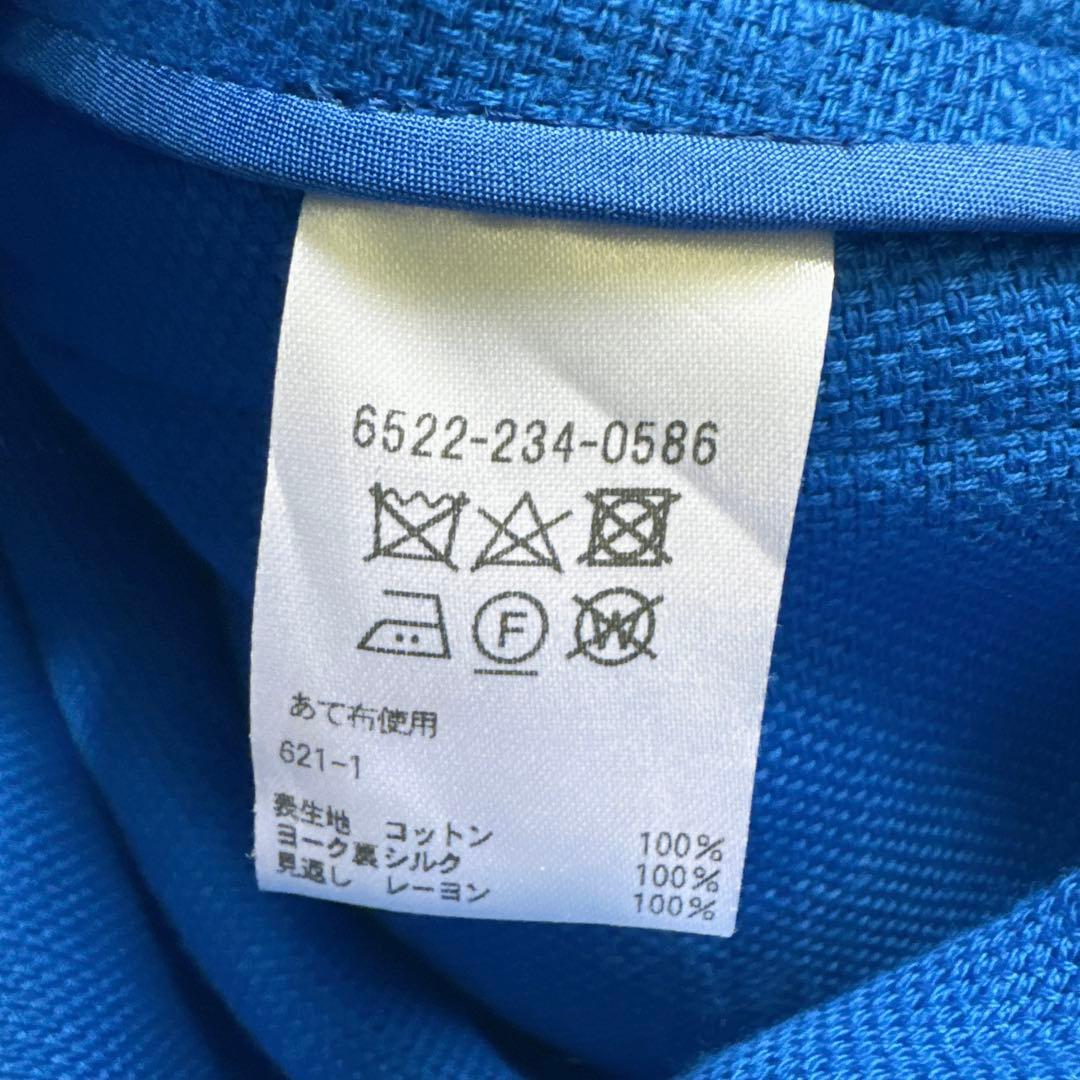 6522-234-0586
F
W
あて布使用
621-1
表生地 コットン 100%
ヨーク裏シルク 100%
見返し レーヨン 100%